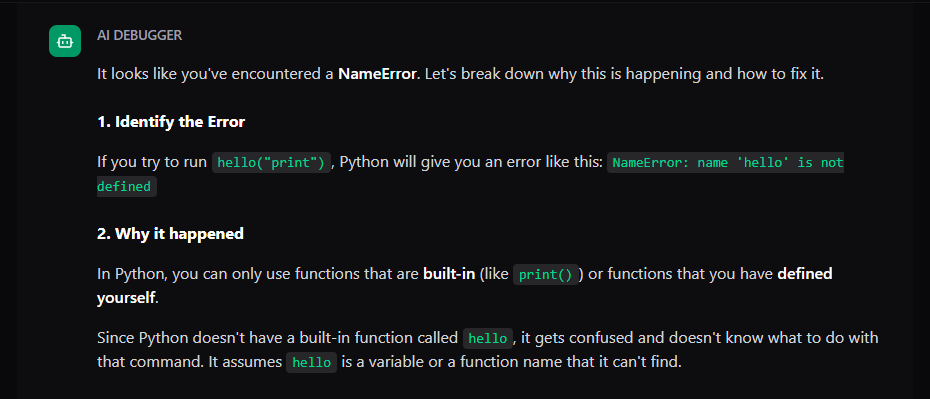 AI DEBUGGER
It looks like you've encountered a NameError. Let's break down why this is happening and how to fix it.
1. Identify the Error
If you try to run hello("print"), Python will give you an error like this: NameError: name 'hello' is not
defined
2. Why it happened
In Python, you can only use functions that are built-in (like print()) or functions that you have defined
yourself.
Since Python doesn't have a built-in function called hello, it gets confused and doesn't know what to do with
that command. It assumes hello is a variable or a function name that it can't find.